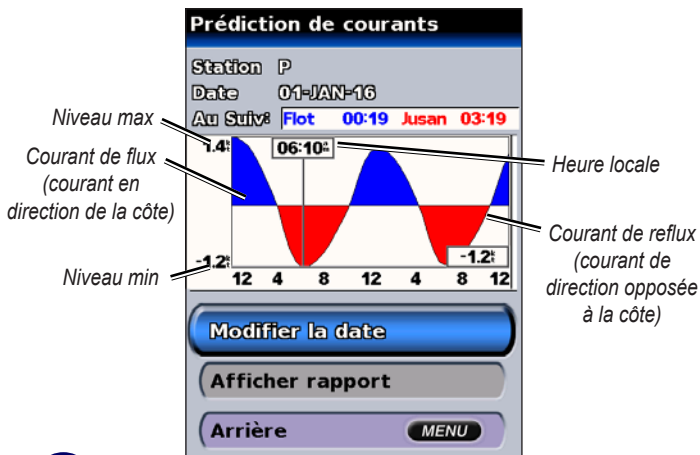 Prédiction de courants
Station P
Date 01-JAN-16
Au Suiv: Flot 00:19 Jusan 03:19
Niveau max
1.4kt
06:10
Heure locale
Courant de flux
(courant en
direction de la côte)
Courant de reflux
(courant de
direction opposée
à la côte)
-1.2kt
-1.2kt
Niveau min
12 4 8 12 4 8 12
Modifier la date
Afficher rapport
Arrière MENU